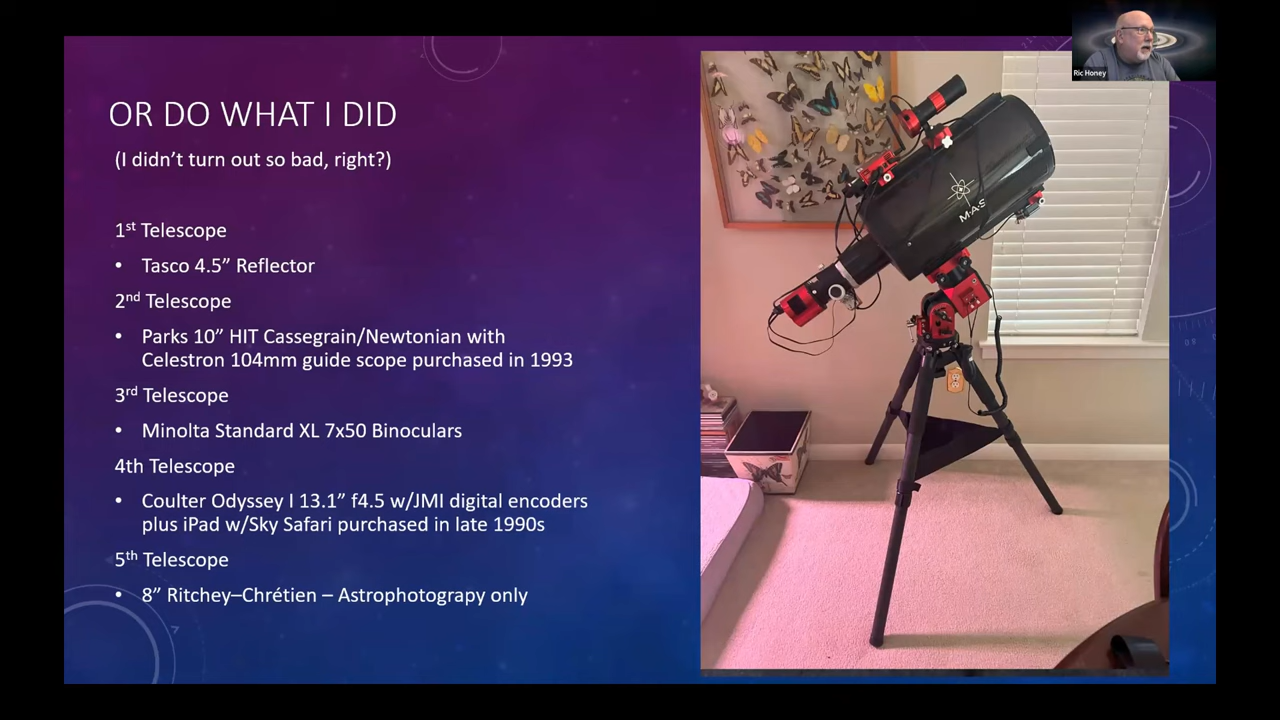 OR DO WHAT I DID
(I didn’t turn out so bad, right?)
1st Telescope
• Tasco 4.5” Reflector
2nd Telescope
• Parks 10” HIT Cassegrain/Newtonian with
Celestron 104mm guide scope purchased in 1993
3rd Telescope
• Minolta Standard XL 7x50 Binoculars
4th Telescope
• Coulter Odyssey I 13.1” f4.5 w/JMI digital encoders
plus iPad w/Sky Safari purchased in late 1990s
5th Telescope
• 8” Ritchey–Chrétien – Astrophotograpy only
M·A·S
Ric Honey